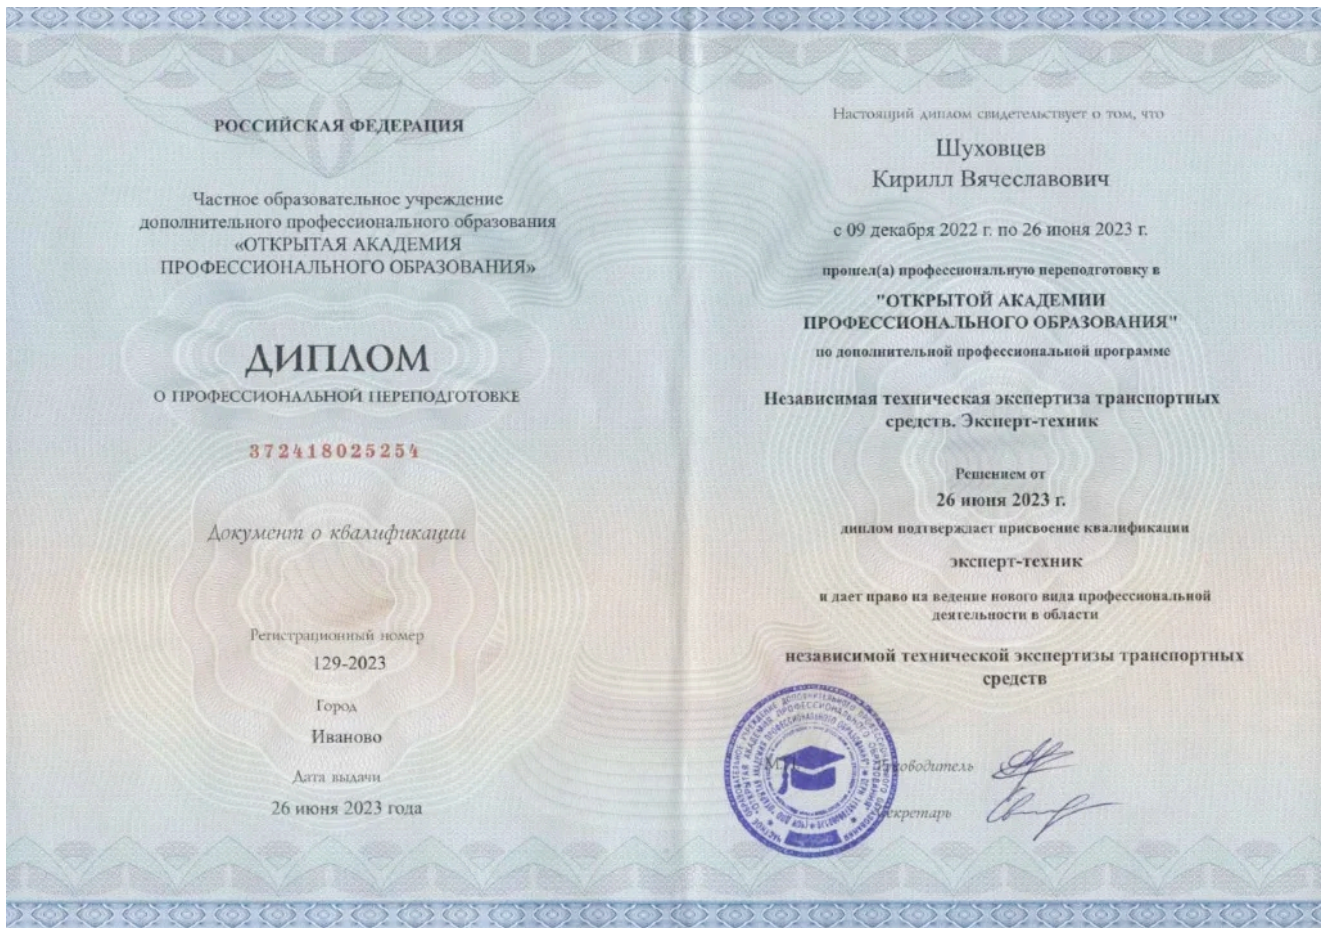 РОССИЙСКАЯ ФЕДЕРАЦИЯ
Частное образовательное учреждение
дополнительного профессионального образования
«ОТКРЫТАЯ АКАДЕМИЯ
ПРОФЕССИОНАЛЬНОГО ОБРАЗОВАНИЯ»
ДИПЛОМ
О ПРОФЕССИОНАЛЬНОЙ ПЕРЕПОДГОТОВКЕ
372418025254
Документ о квалификации
Регистрационный номер
129-2023
Город
Иваново
Дата выдачи
26 июня 2023 года
Настоящий диплом свидетельствует о том, что
Шуховцев
Кирилл Вячеславович
с 09 декабря 2022 г. по 26 июня 2023 г.
прошел(а) профессиональную переподготовку в
"ОТКРЫТОЙ АКАДЕМИИ
ПРОФЕССИОНАЛЬНОГО ОБРАЗОВАНИЯ"
по дополнительной профессиональной программе
Независимая техническая экспертиза транспортных
средств. Эксперт-техник
Решением от
26 июня 2023 г.
диплом подтверждает присвоение квалификации
эксперт-техник
и дает право на ведение нового вида профессиональной
деятельности в области
независимой технической экспертизы транспортных
средств
М.П.
Руководитель
Секретарь